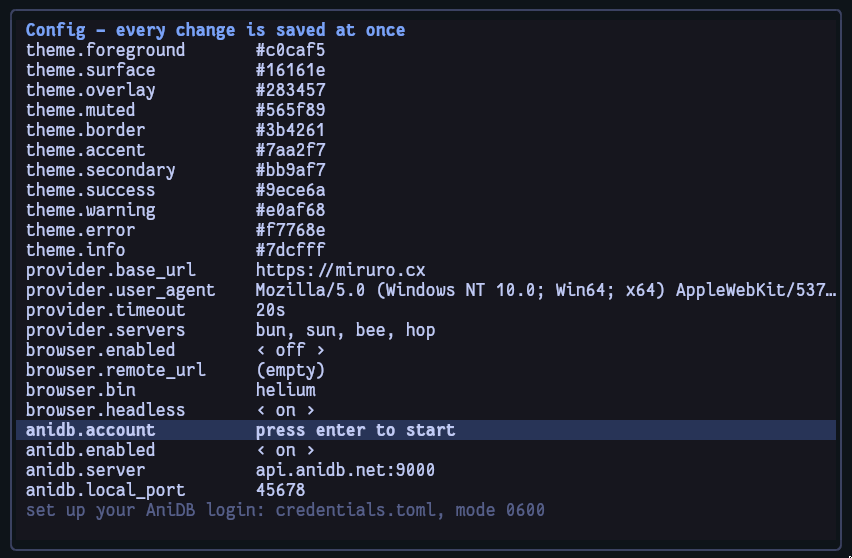 Config – every change is saved at once
theme.foreground #c0caf5
theme.surface #16161e
theme.overlay #283457
theme.muted #565f89
theme.border #3b4261
theme.accent #7aa2f7
theme.secondary #bb9af7
theme.success #9ece6a
theme.warning #e0af68
theme.error #f7768e
theme.info #7dcfff
provider.base_url https://miruro.cx
provider.user_agent Mozilla/5.0 (Windows NT 10.0; Win64; x64) AppleWebKit/537…
provider.timeout 20s
provider.servers bun, sun, bee, hop
browser.enabled ‹ off ›
browser.remote_url (empty)
browser.bin helium
browser.headless ‹ on ›
anidb.account press enter to start
anidb.enabled ‹ on ›
anidb.server api.anidb.net:9000
anidb.local_port 45678
set up your AniDB login: credentials.toml, mode 0600